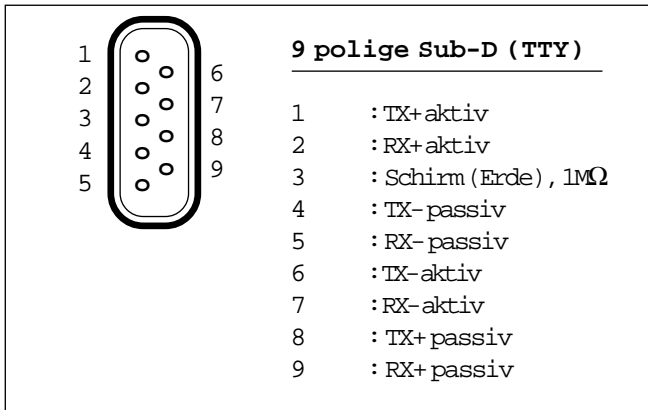 9 polige Sub-D (TTY)
1
2
3
4
5
6
7
8
9
1 :TX+aktiv
2 :RX+aktiv
3 :Schirm(Erde),1MΩ
4 :TX-passiv
5 :RX-passiv
6 :TX-aktiv
7 :RX-aktiv
8 :TX+passiv
9 :RX+passiv